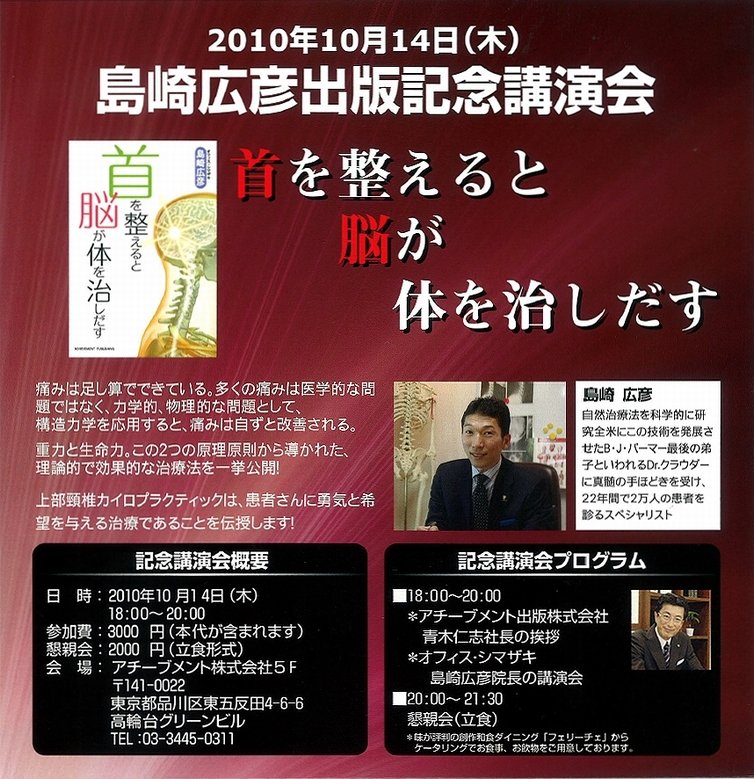 2010年10月14日（木）
島崎広彦出版記念講演会
首を整えると
脳が
体を治しだす
島崎広彦
首を整えると
脳が体を治しだす
ACHIEVEMENT PUBLISHING
痛みは足し算でできている。多くの痛みは医学的な問
題ではなく、力学的、物理的な問題として、
構造力学を応用すると、痛みは自ずと改善される。
重力と生命力。この2つの原理原則から導かれた、
理論的で効果的な治療法を一挙公開!
上部頸椎カイロプラクティックは、患者さんに勇気と希
望を与える治療であることを伝授します!
島崎 広彦
自然治療法を科学的に研
究全米にこの技術を発展さ
せたB・J・パーマー最後の弟
子といわれるDr.クラウダー
に真髄の手ほどきを受け、
22年間で2万人の患者を
診るスペシャリスト
記念講演会概要
日　時：2010年10月14日（木）
18:00～20:00
参加費：3000 円（本代が含まれます）
懇親会：2000 円（立食形式）
会　場：アチーブメント株式会社5F
〒141-0022
東京都品川区東五反田4-6-6
高輪台グリーンビル
TEL：03-3445-0311
記念講演会プログラム
■18:00～20:00
＊アチーブメント出版株式会社
青木仁志社長の挨拶
＊オフィス・シマザキ
島崎広彦院長の講演会
■20:00～21:30
懇親会（立食）
＊味が評判の創作和食ダイニング「フェリーチェ」から
ケータリングでお食事、お飲物をご用意しております。